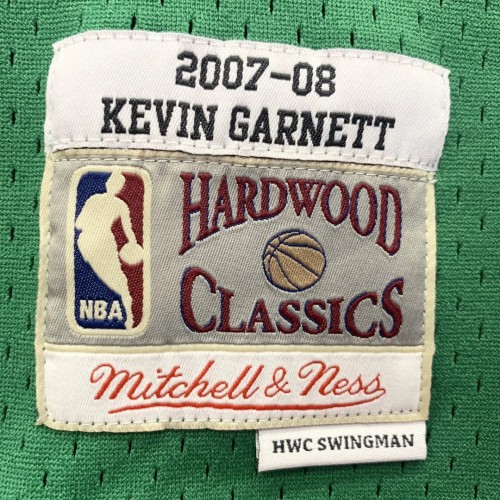 2007-08
KEVIN GARNETT
HARDWOOD
CLASSICS
NBA
Mitchell & Ness
HWC SWINGMAN